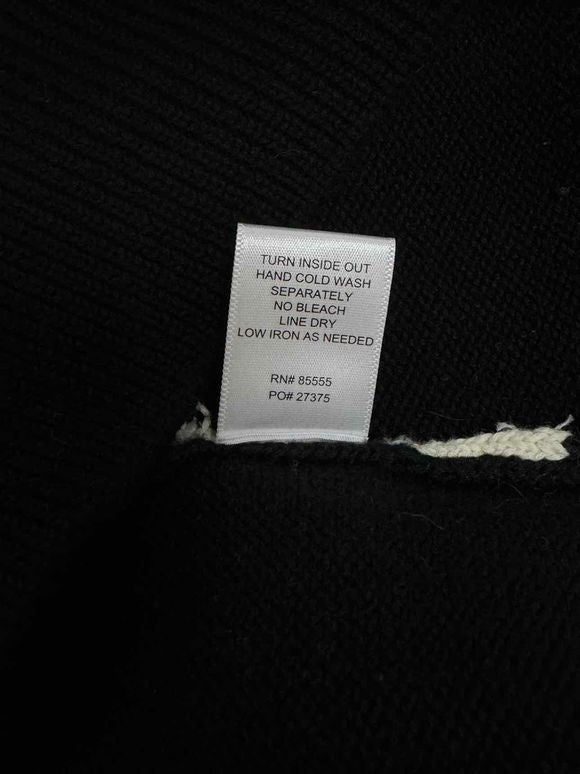 TURN INSIDE OUT
HAND COLD WASH
SEPARATELY
NO BLEACH
LINE DRY
LOW IRON AS NEEDED
RN# 85555
PO# 27375